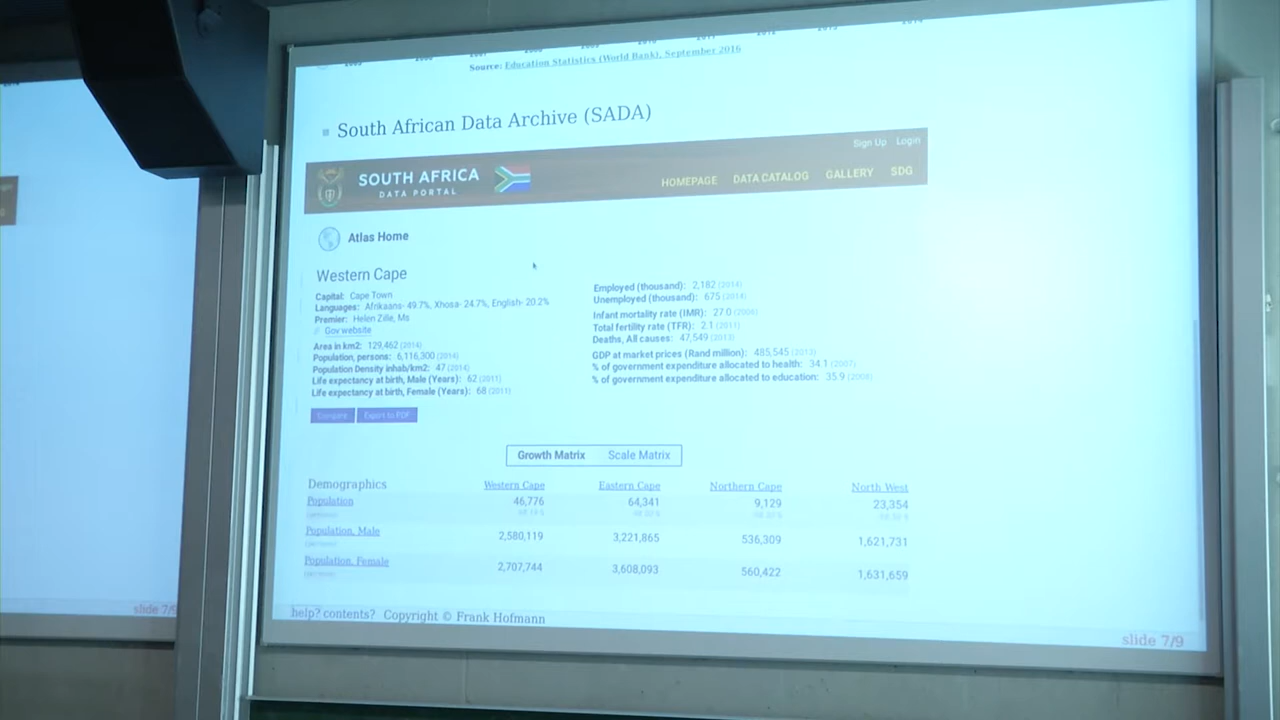 Source: Education Statistics (World Bank), September 2016
South African Data Archive (SADA)
Sign Up Login
SOUTH AFRICA
DATA PORTAL
HOMEPAGE DATA CATALOG GALLERY SDG
Atlas Home
Western Cape
Capital: Cape Town
Languages: Afrikaans- 49.7%, Xhosa- 24.7%, English- 20.2%
Premier: Helen Zille, Ms
Gov website
Area in km2: 129,462 (2014)
Population, persons: 6,116,300 (2014)
Population Density inhab/km2: 47 (2014)
Life expectancy at birth, Male (Years): 62 (2011)
Life expectancy at birth, Female (Years): 68 (2011)
Employed (thousand): 2,182 (2014)
Unemployed (thousand): 675 (2014)
Infant mortality rate (IMR): 27.0
Total fertility rate (TFR): 2.1 (2011)
Deaths, All causes: 47,549
GDP at market prices (Rand million): 485,545
% of government expenditure allocated to health: 34.1 (2007)
% of government expenditure allocated to education: 35.9
Compare Export to PDF
Growth Matrix Scale Matrix
Demographics Western Cape Eastern Cape Northern Cape North West
Population 46,776 64,341 9,129 23,354
Population, Male 2,580,119 3,221,865 536,309 1,621,731
Population, Female 2,707,744 3,608,093 560,422 1,631,659
help? contents? Copyright © Frank Hofmann
slide 7/9
slide 7/9